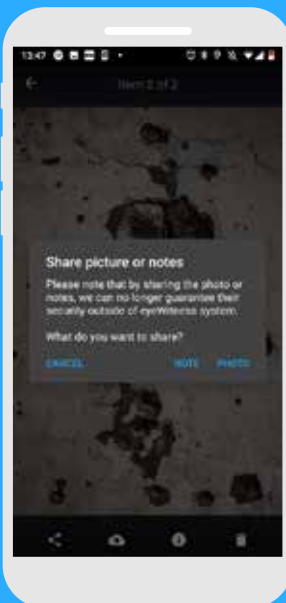 13:47
Item 2 of 2
Share picture or notes
Please note that by sharing the photo or
notes, we can no longer guarantee their
security outside of eyeWitness system.
What do you want to share?
CANCEL NOTE PHOTO